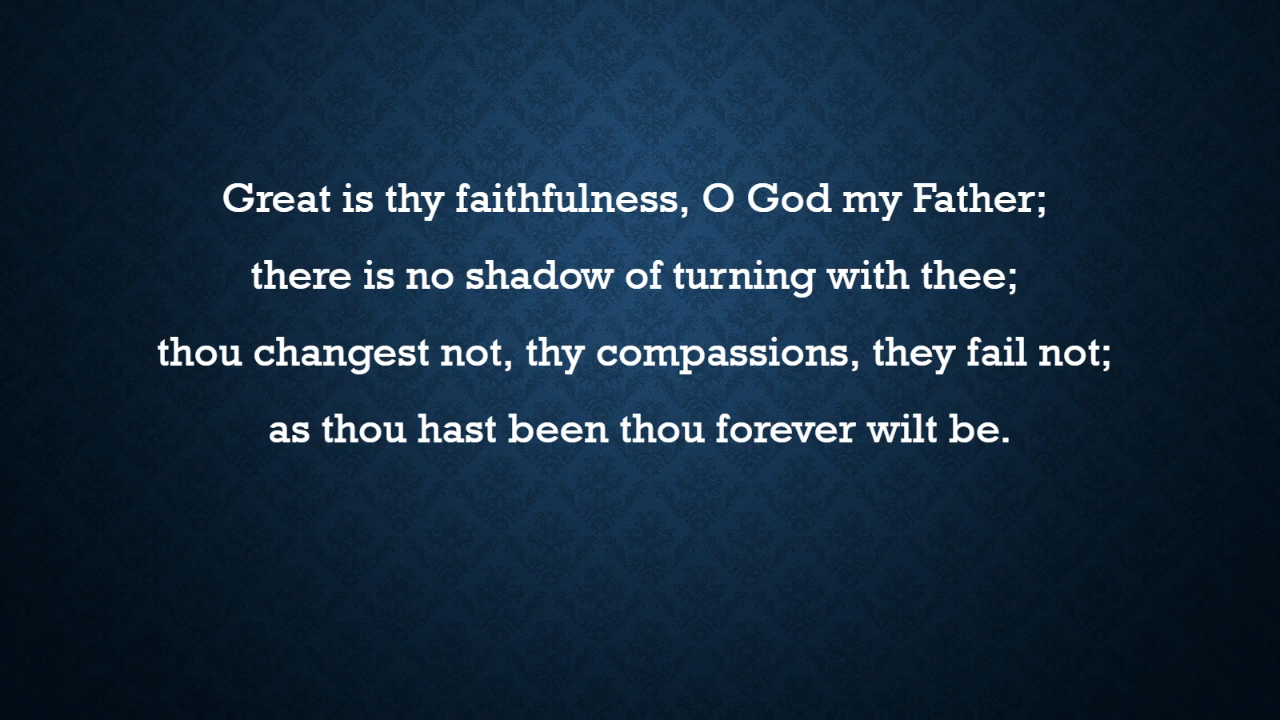 Great is thy faithfulness, O God my Father;
there is no shadow of turning with thee;
thou changest not, thy compassions, they fail not;
as thou hast been thou forever wilt be.